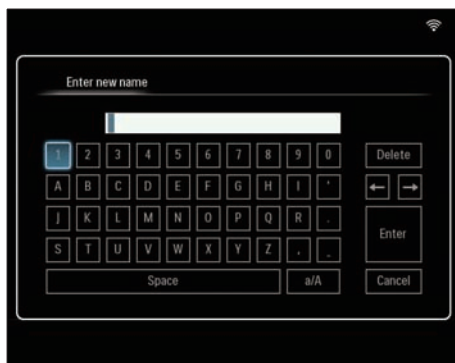 Enter new name
1 2 3 4 5 6 7 8 9 0 Delete
A B C D E F G H I ' ← →
J K L M N O P Q R . Enter
S T U V W X Y Z , _
Space a/A Cancel